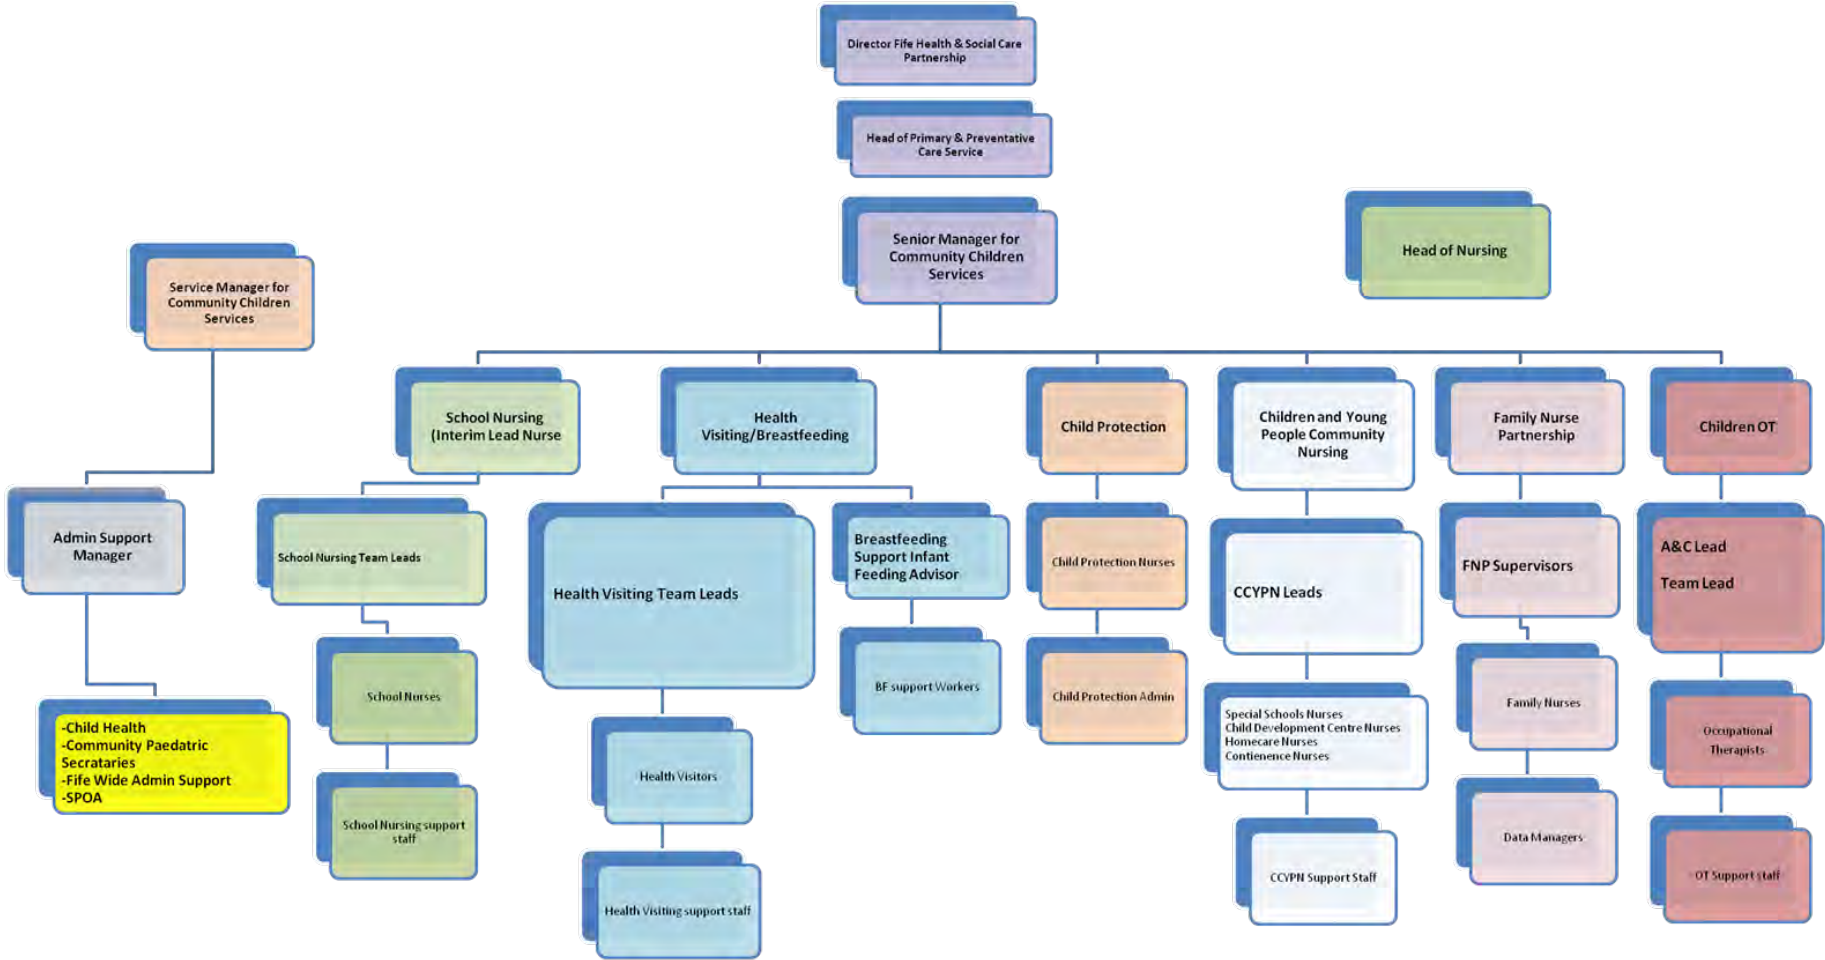 Director Fife Health & Social Care
Partnership
Head of Primary & Preventative
Care Service
Senior Manager for
Community Children
Services
Head of Nursing
Service Manager for
Community Children
Services
School Nursing
(Interim Lead Nurse
Health
Visiting/Breastfeeding
Child Protection
Children and Young
People Community
Nursing
Family Nurse
Partnership
Children OT
Admin Support
Manager
School Nursing Team Leads
Health Visiting Team Leads
Breastfeeding
Support Infant
Feeding Advisor
Child Protection Nurses
CCYPN Leads
FNP Supervisors
A&C Lead
Team Lead
-Child Health
-Community Paedatric
Secrataries
-Fife Wide Admin Support
-SPOA
School Nurses
BF support Workers
Child Protection Admin
Special Schools Nurses
Child Development Centre Nurses
Homecare Nurses
Contienence Nurses
Family Nurses
Occupational
Therapists
Health Visitors
School Nursing support
staff
Data Managers
CCYPN Support Staff
OT Support staff
Health Visiting support staff